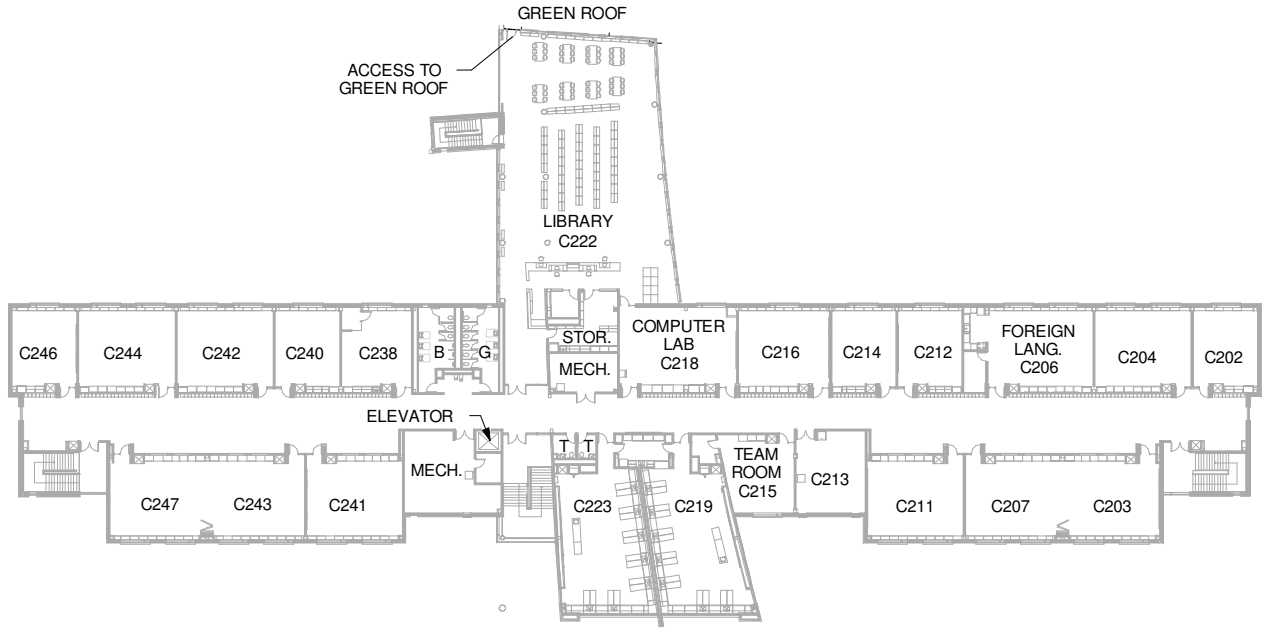 GREEN ROOF
ACCESS TO
GREEN ROOF
LIBRARY
C222
C246
C244
C242
C240
C238
B
G
STOR.
MECH.
COMPUTER
LAB
C218
C216
C214
C212
FOREIGN
LANG.
C206
C204
C202
ELEVATOR
MECH.
T
T
C247
C243
C241
C223
C219
TEAM
ROOM
C215
C213
C211
C207
C203